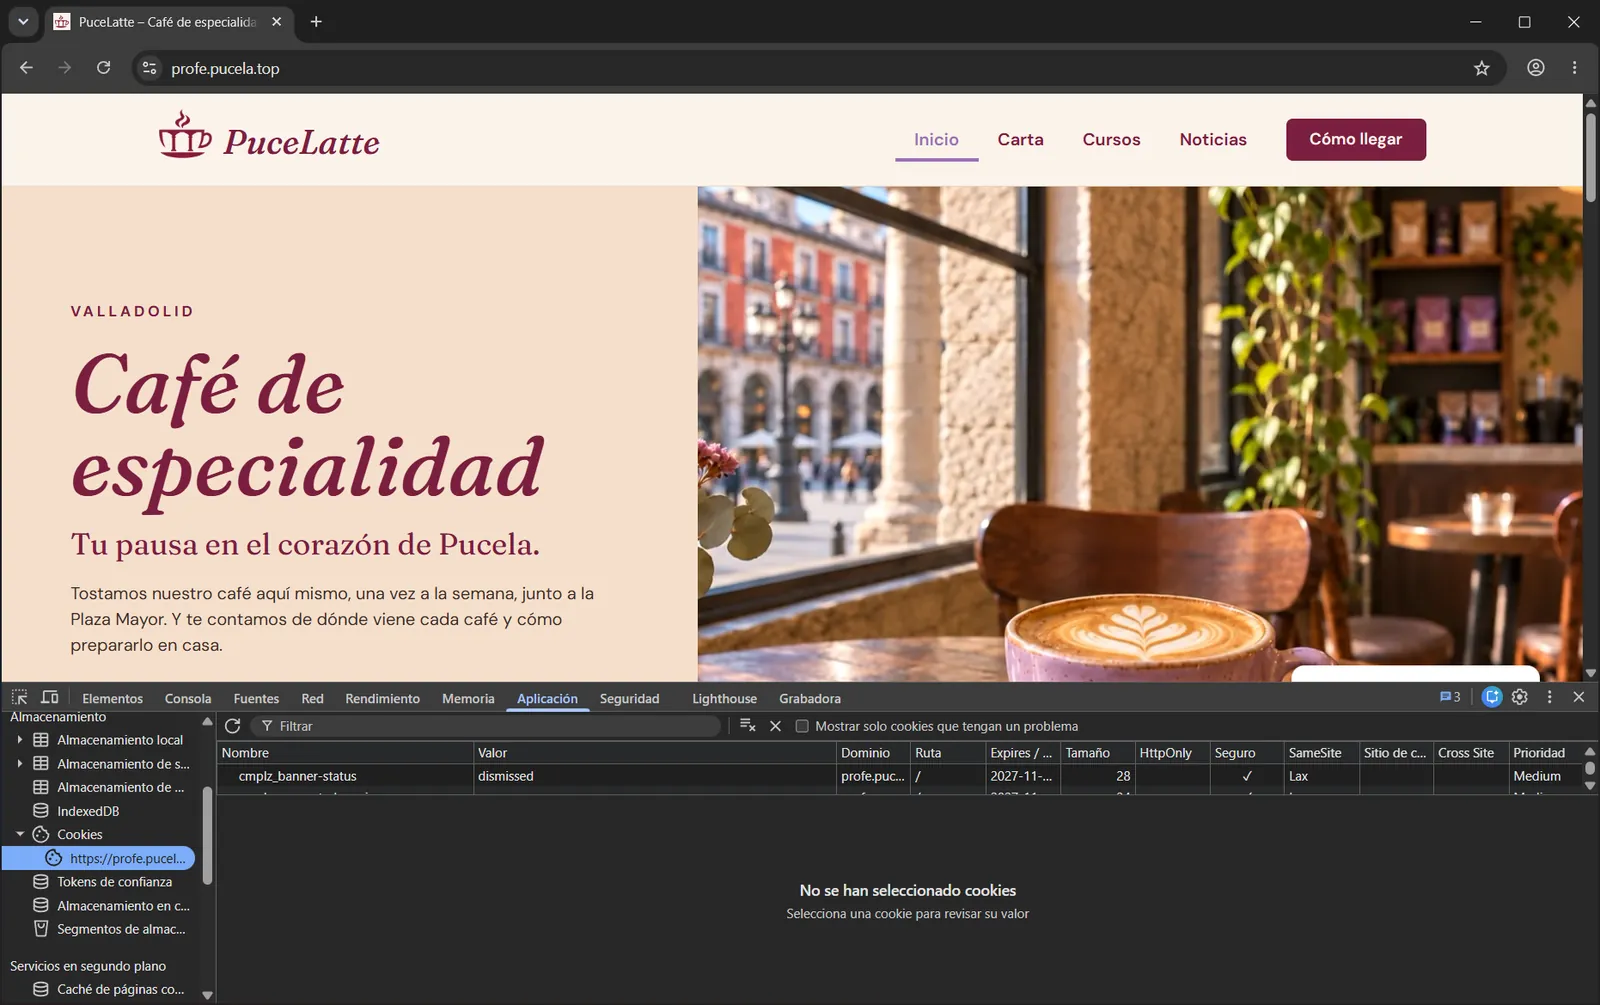 PuceLatte – Café de especialida
profe.pucela.top
PuceLatte
Inicio
Carta
Cursos
Noticias
Cómo llegar
VALLADOLID
Café de
especialidad
Tu pausa en el corazón de Pucela.
Tostamos nuestro café aquí mismo, una vez a la semana, junto a la
Plaza Mayor. Y te contamos de dónde viene cada café y cómo
prepararlo en casa.
Elementos
Consola
Fuentes
Red
Rendimiento
Memoria
Aplicación
Seguridad
Lighthouse
Grabadora
3
Almacenamiento
Almacenamiento local
Almacenamiento de s...
Almacenamiento de ...
IndexedDB
Cookies
https://profe.pucel...
Tokens de confianza
Almacenamiento en c...
Segmentos de almac...
Servicios en segundo plano
Caché de páginas co...
Filtrar
Mostrar solo cookies que tengan un problema
Nombre
Valor
Dominio
Ruta
Expires / ...
Tamaño
HttpOnly
Seguro
SameSite
Sitio de c...
Cross Site
Prioridad
cmplz_banner-status
dismissed
profe.puc...
/
2027-11-...
28
✓
Lax
Medium
No se han seleccionado cookies
Selecciona una cookie para revisar su valor